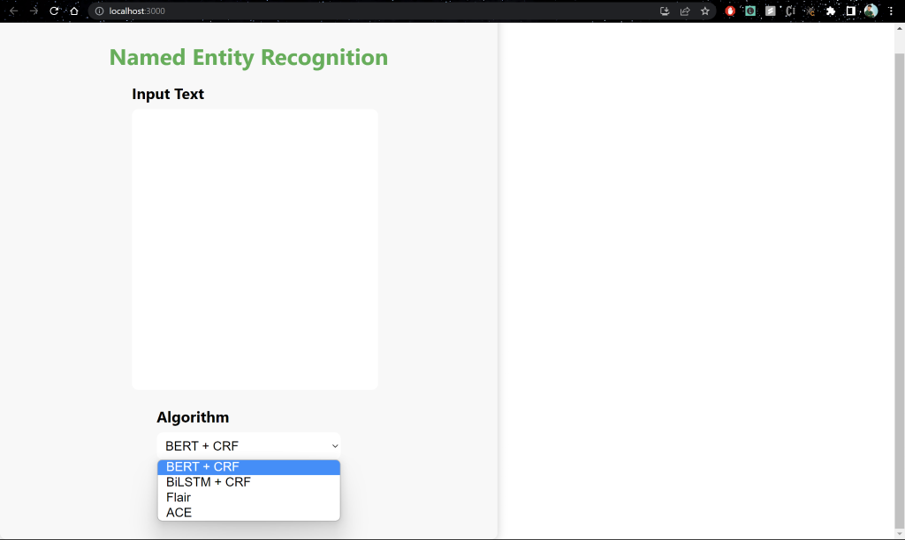 localhost:3000
Named Entity Recognition
Input Text
Algorithm
BERT + CRF
BERT + CRF
BiLSTM + CRF
Flair
ACE